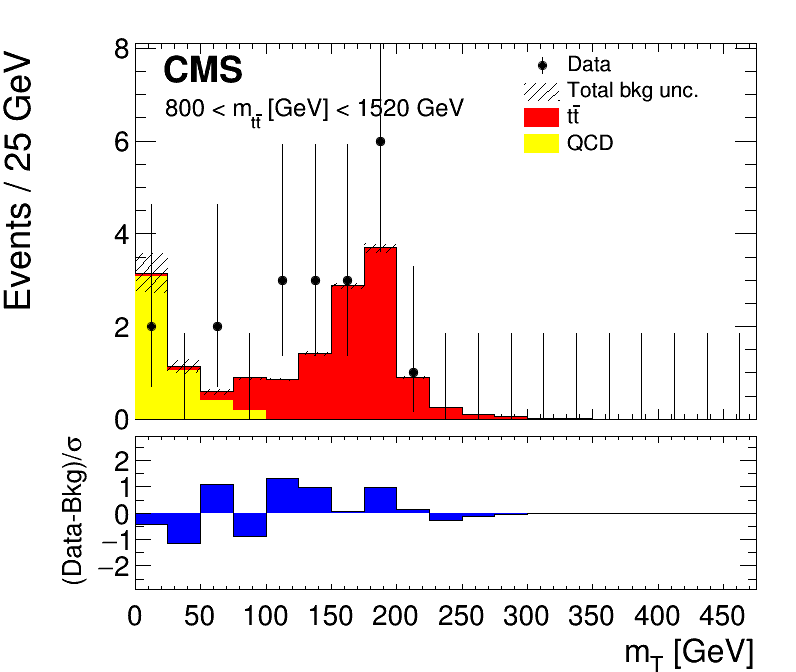 CMS
800 < m_tt̄ [GeV] < 1520 GeV
Data
Total bkg unc.
tt̄
QCD
Events / 25 GeV
8
6
4
2
0
(Data-Bkg)/σ
2
1
0
−1
−2
0 50 100 150 200 250 300 350 400 450
m_T [GeV]